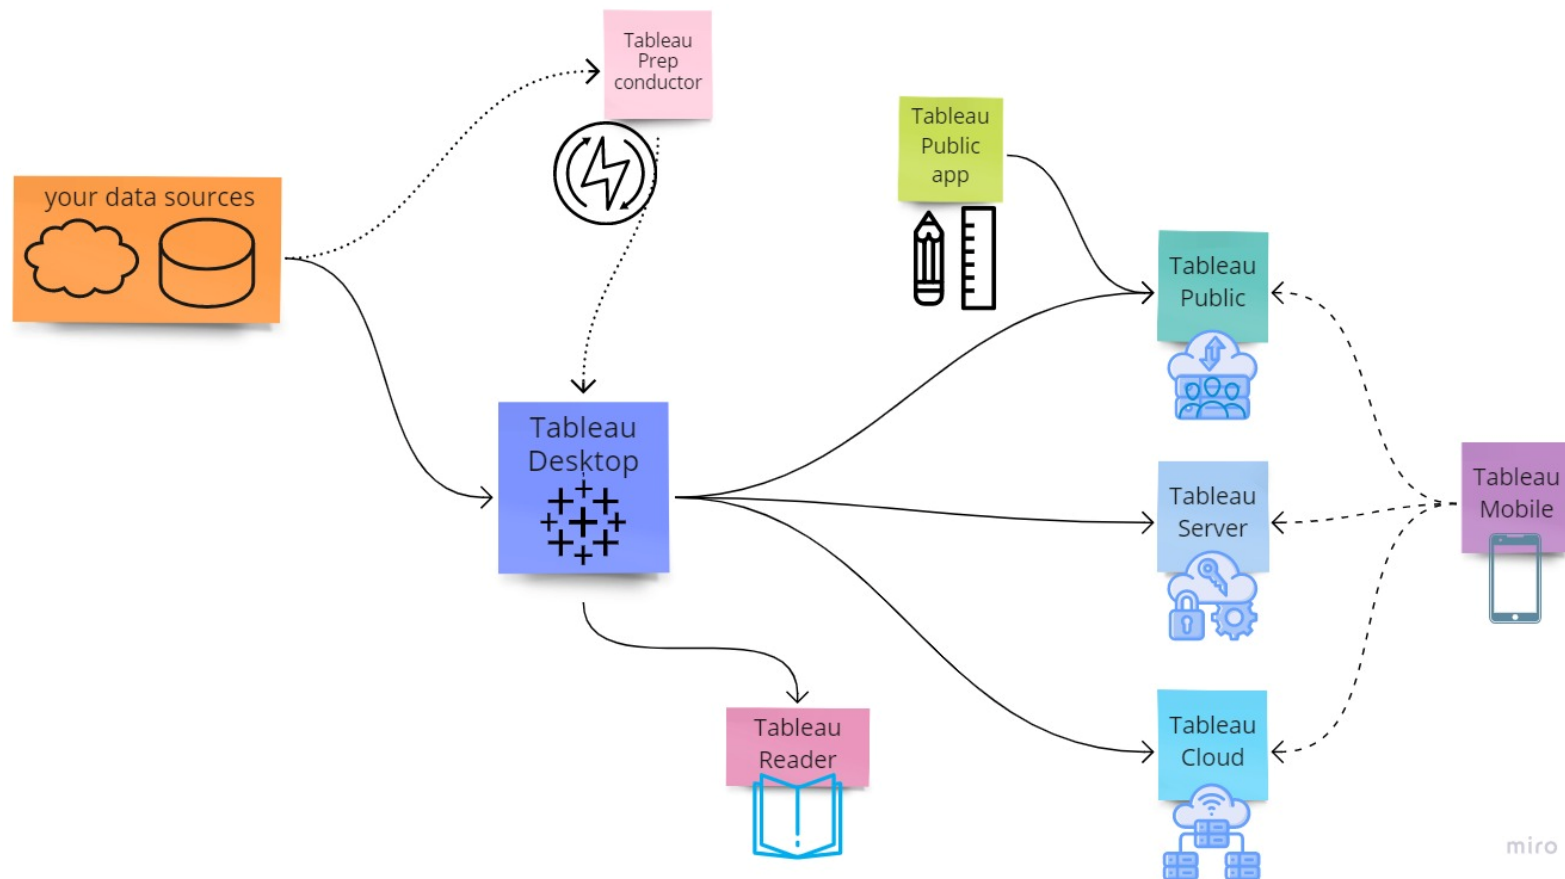 Tableau
Prep
conductor
your data sources
Tableau
Public
app
Tableau
Public
Tableau
Desktop
Tableau
Server
Tableau
Mobile
Tableau
Reader
Tableau
Cloud
miro